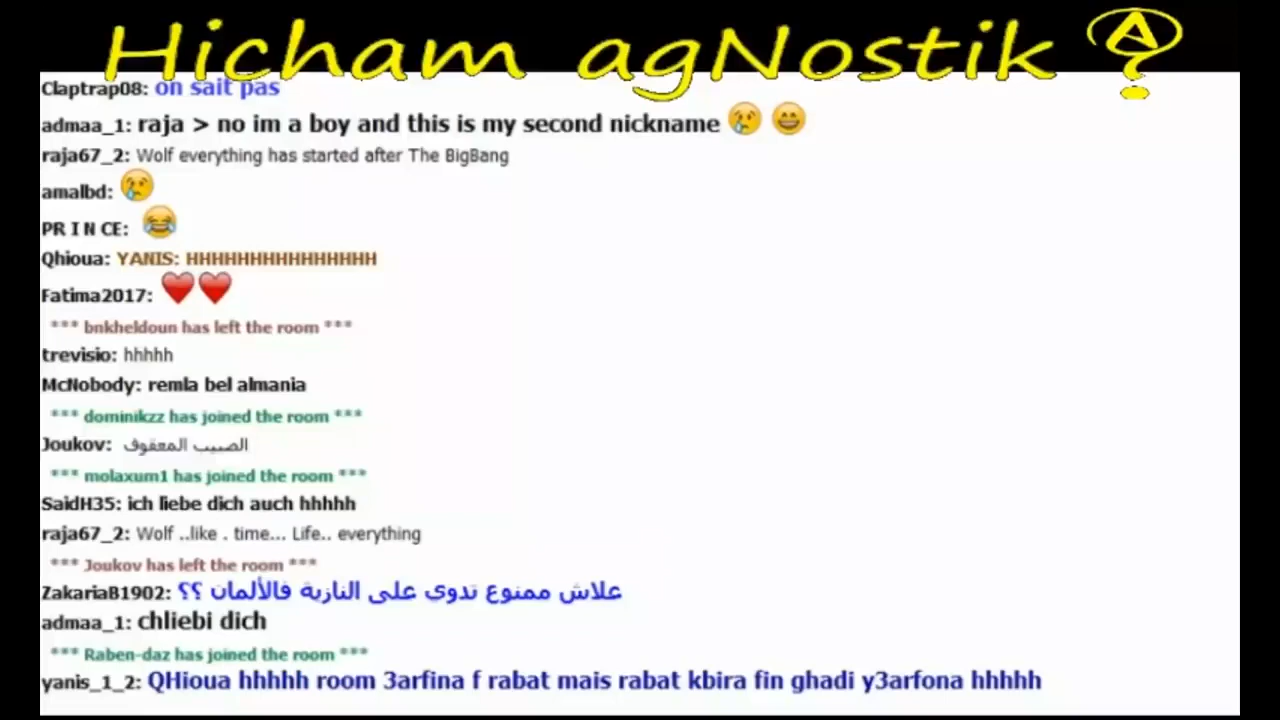 Hicham agNostik A?
Claptrap08: on sait pas
admaa_1: raja > no im a boy and this is my second nickname 😢 😄
raja67_2: Wolf everything has started after The BigBang
amalbd: 😢
PR I N CE: 😂
Qhioua: YANIS: HHHHHHHHHHHHHHH
Fatima2017: ❤️❤️
*** bnkheldoun has left the room ***
trevisio: hhhhh
McNobody: remla bel almania
*** dominikzz has joined the room ***
Joukov: الصبيب المعقوف
*** molaxum1 has joined the room ***
SaidH35: ich liebe dich auch hhhhh
raja67_2: Wolf ..like . time... Life.. everything
*** Joukov has left the room ***
ZakariaB1902: علاش ممنوع تدوي على النازية فالألمان ؟؟
admaa_1: chliebi dich
*** Raben-daz has joined the room ***
yanis_1_2: QHioua hhhhh room 3arfina f rabat mais rabat kbira fin ghadi y3arfona hhhhh